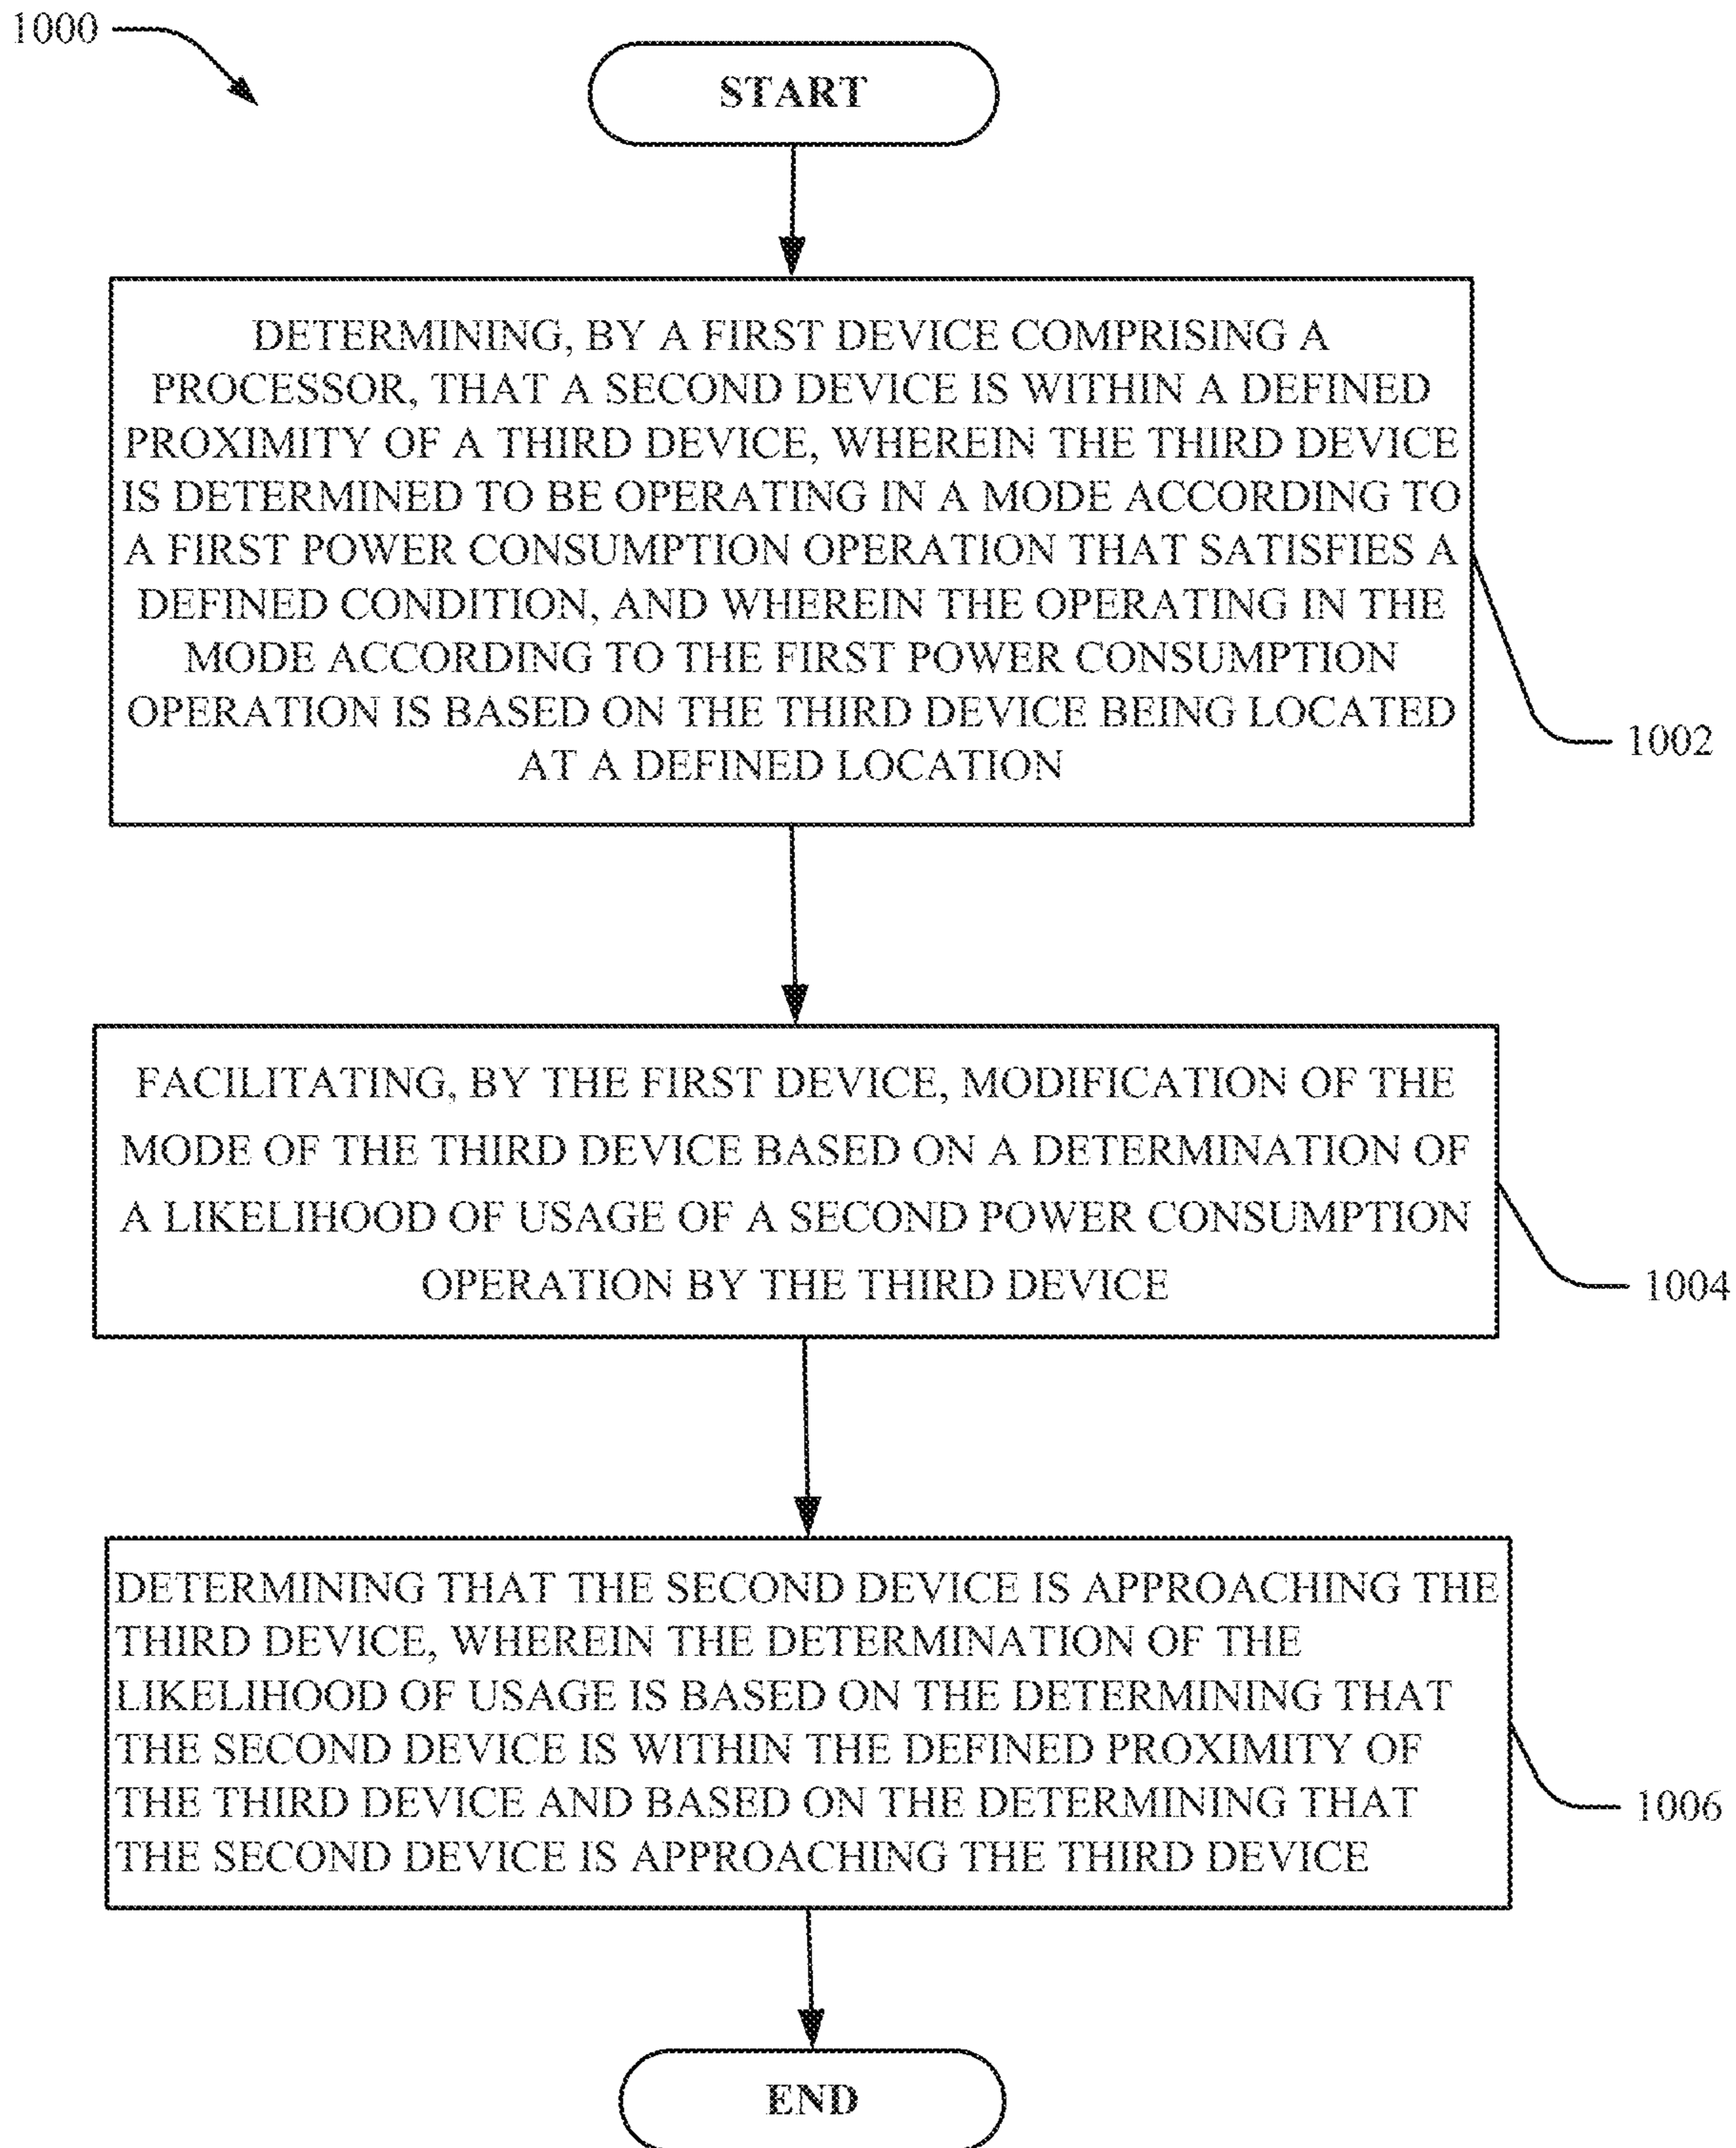 1000
START
DETERMINING, BY A FIRST DEVICE COMPRISING A
PROCESSOR, THAT A SECOND DEVICE IS WITHIN A DEFINED
PROXIMITY OF A THIRD DEVICE, WHEREIN THE THIRD DEVICE
IS DETERMINED TO BE OPERATING IN A MODE ACCORDING TO
A FIRST POWER CONSUMPTION OPERATION THAT SATISFIES A
DEFINED CONDITION, AND WHEREIN THE OPERATING IN THE
MODE ACCORDING TO THE FIRST POWER CONSUMPTION
OPERATION IS BASED ON THE THIRD DEVICE BEING LOCATED
AT A DEFINED LOCATION
1002
FACILITATING, BY THE FIRST DEVICE, MODIFICATION OF THE
MODE OF THE THIRD DEVICE BASED ON A DETERMINATION OF
A LIKELIHOOD OF USAGE OF A SECOND POWER CONSUMPTION
OPERATION BY THE THIRD DEVICE
1004
DETERMINING THAT THE SECOND DEVICE IS APPROACHING THE
THIRD DEVICE, WHEREIN THE DETERMINATION OF THE
LIKELIHOOD OF USAGE IS BASED ON THE DETERMINING THAT
THE SECOND DEVICE IS WITHIN THE DEFINED PROXIMITY OF
THE THIRD DEVICE AND BASED ON THE DETERMINING THAT
THE SECOND DEVICE IS APPROACHING THE THIRD DEVICE
1006
END